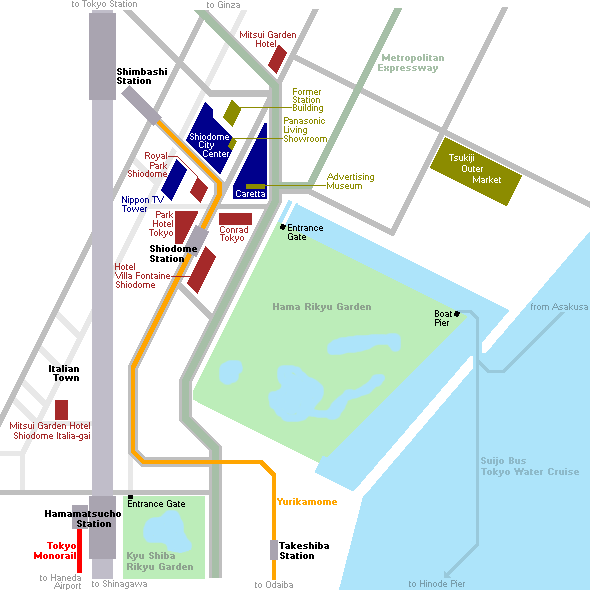 to Tokyo Station
to Ginza
Mitsui Garden
Hotel
Metropolitan
Expressway
Shimbashi
Station
Former
Station
Building
Panasonic
Living
Showroom
Shiodome
City
Center
Tsukiji
Outer
Market
Royal
Park
Shiodome
Advertising
Museum
Nippon TV
Tower
Caretta
Park
Hotel
Tokyo
Conrad
Tokyo
Entrance
Gate
Shiodome
Station
Hotel
Villa Fontaine
Shiodome
Hama Rikyu Garden
Boat
Pier
from Asakusa
Italian
Town
Mitsui Garden Hotel
Shiodome Italia-gai
Suijo Bus
Tokyo Water Cruise
Entrance Gate
Yurikamome
Hamamatsucho
Station
Tokyo
Monorail
Kyu Shiba
Rikyu Garden
Takeshiba
Station
to Haneda
Airport
to Shinagawa
to Odaiba
to Hinode Pier